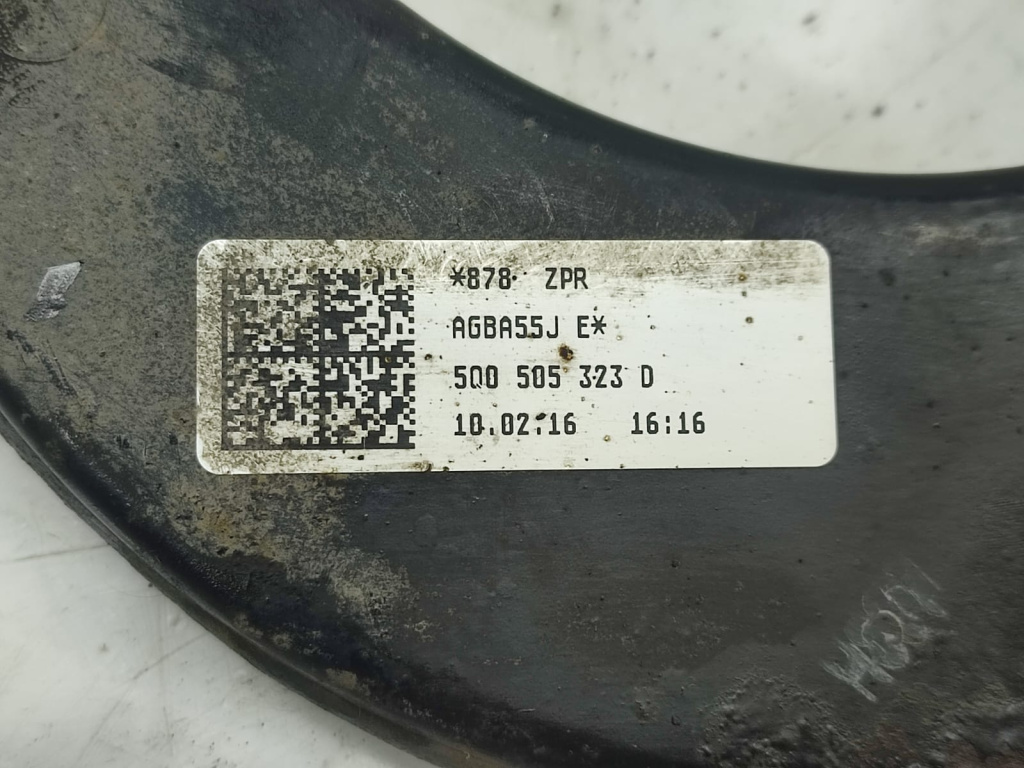 *878 ZPR
AGBA55J E*
5Q0 505 323 D
10.02.16 16:16